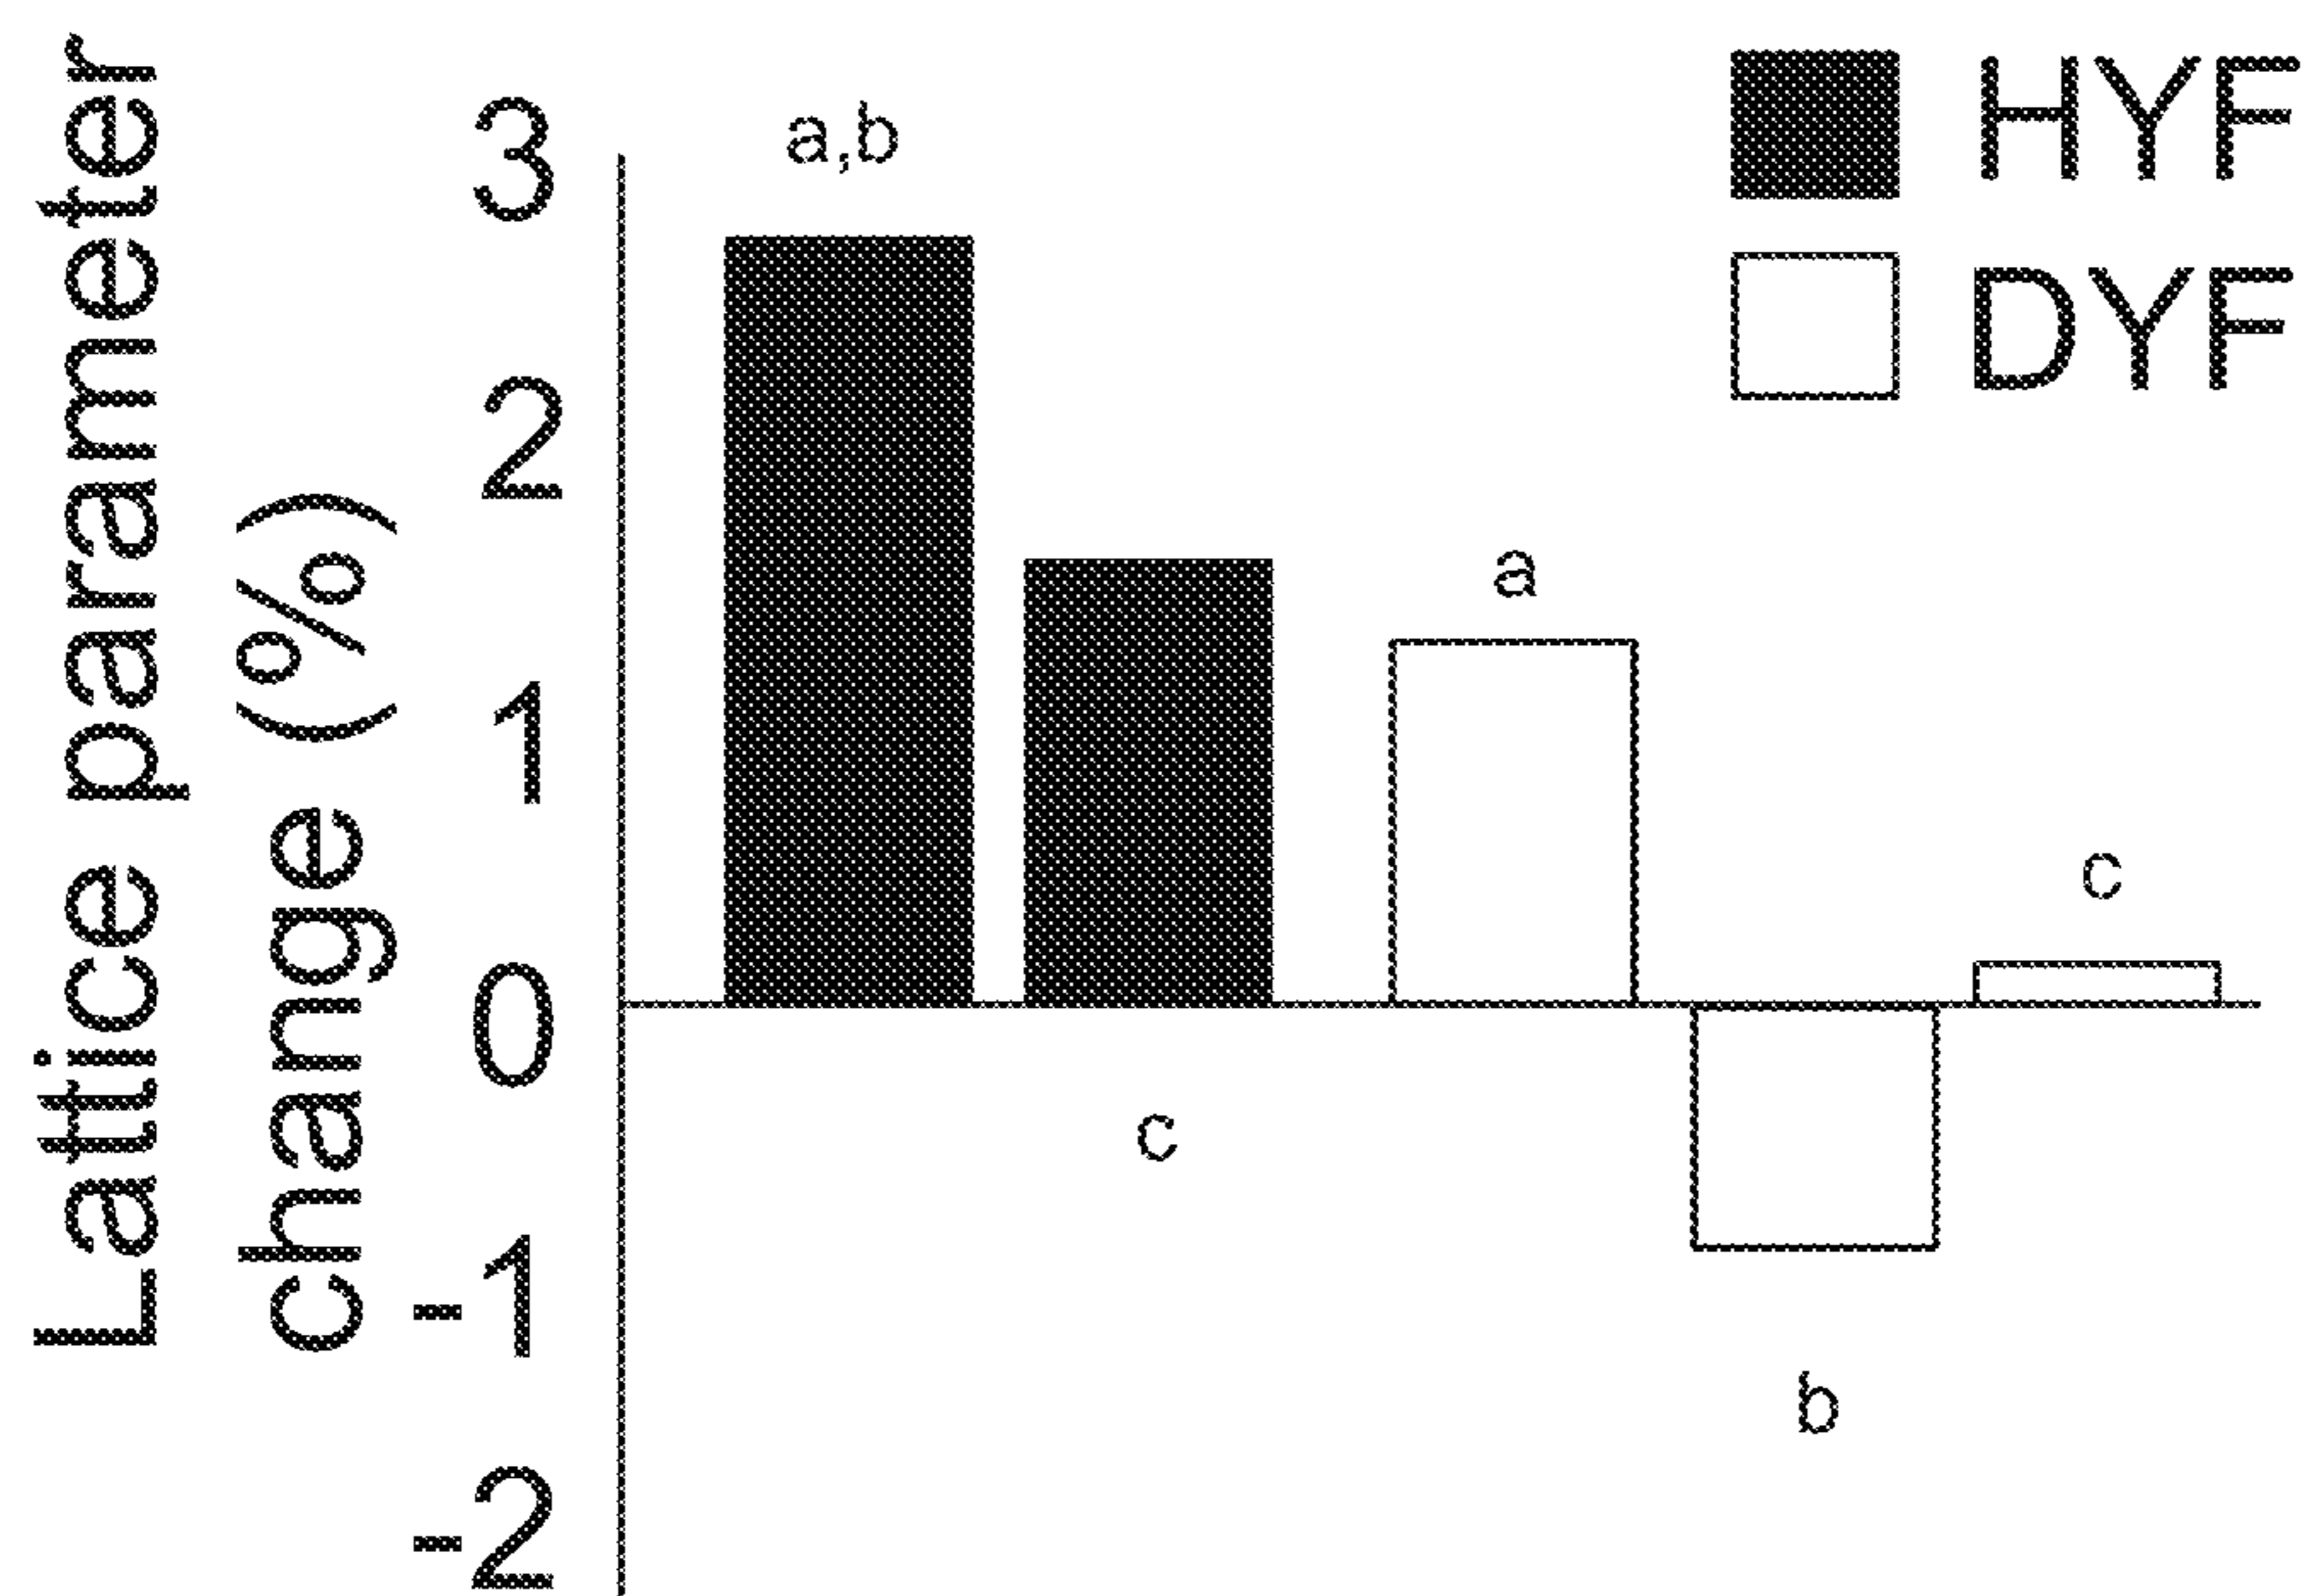 Lattice parameter
change (%)
3
2
1
0
-1
-2
a,b
c
a
b
c
HYF
DYF